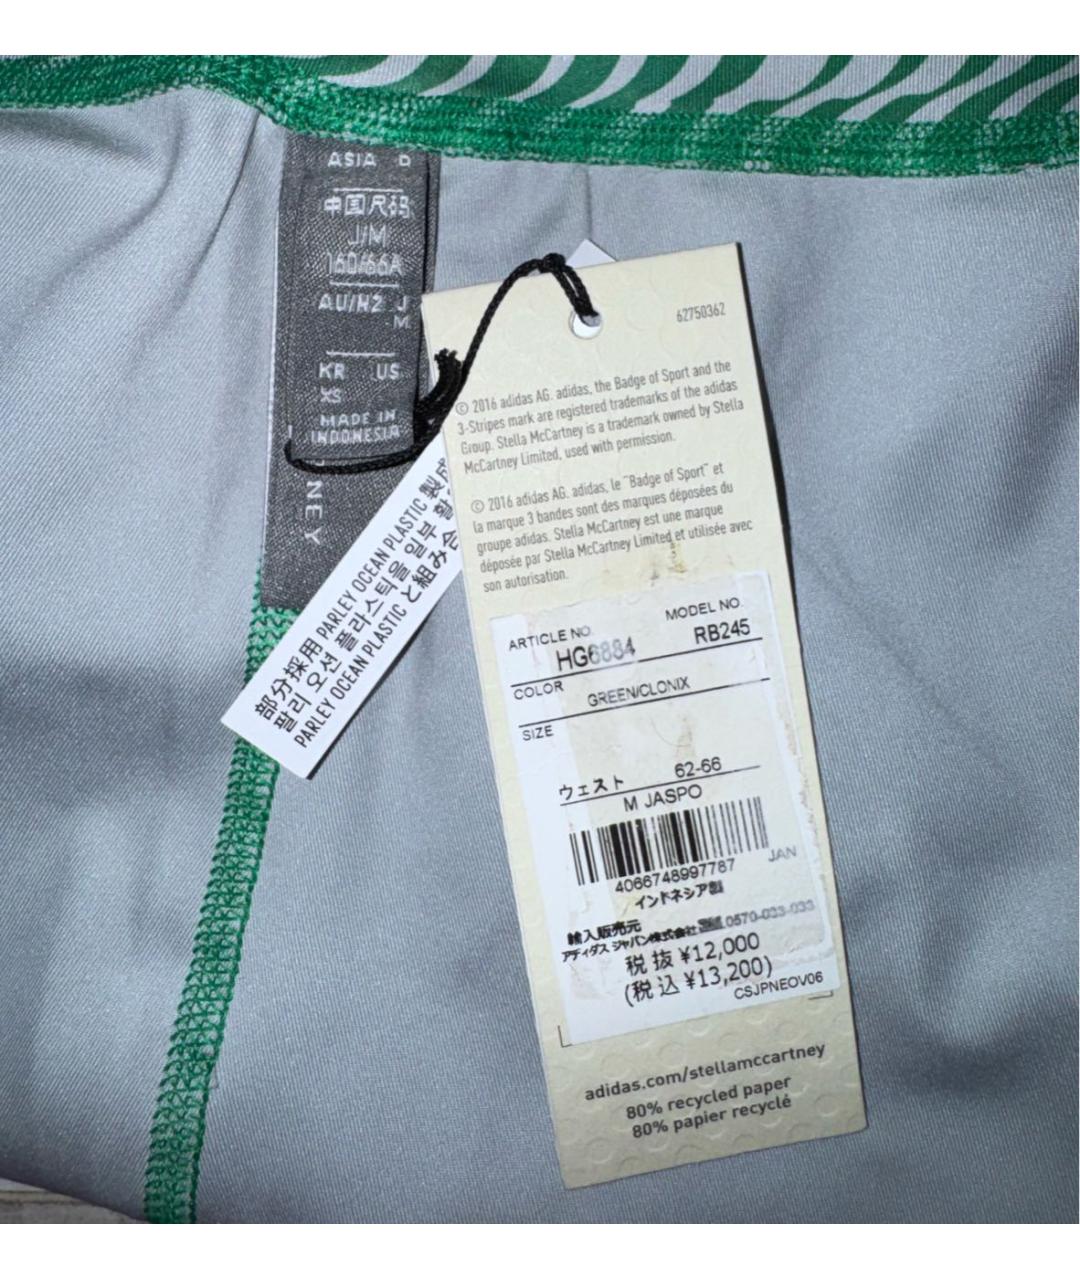 ASIA D
中国尺码
J/M
160/66A
AU/NZ J
M
KR US
XS
MADE IN
INDONESIA
NEY
部分採用 PARLEY OCEAN PLASTIC 製成
팔리 오션 플라스틱을 일부 활
PARLEY OCEAN PLASTIC と組み合
62750362
© 2016 adidas AG. adidas, the Badge of Sport and the
3-Stripes mark are registered trademarks of the adidas
Group. Stella McCartney is a trademark owned by Stella
McCartney Limited, used with permission.
© 2016 adidas AG. adidas, le "Badge of Sport" et
la marque 3 bandes sont des marques déposées du
groupe adidas. Stella McCartney est une marque
déposée par Stella McCartney Limited et utilisée avec
son autorisation.
ARTICLE NO. MODEL NO.
HG6884 RB245
COLOR
GREEN/CLONIX
SIZE
ウェスト 62-66
M JASPO
JAN
4066748997787
インドネシア製
輸入販売元
アディダス ジャパン株式会社 0570-033-033
税抜 ¥12,000
(税込 ¥13,200)
CSJPNEOV06
adidas.com/stellamccartney
80% recycled paper
80% papier recyclé